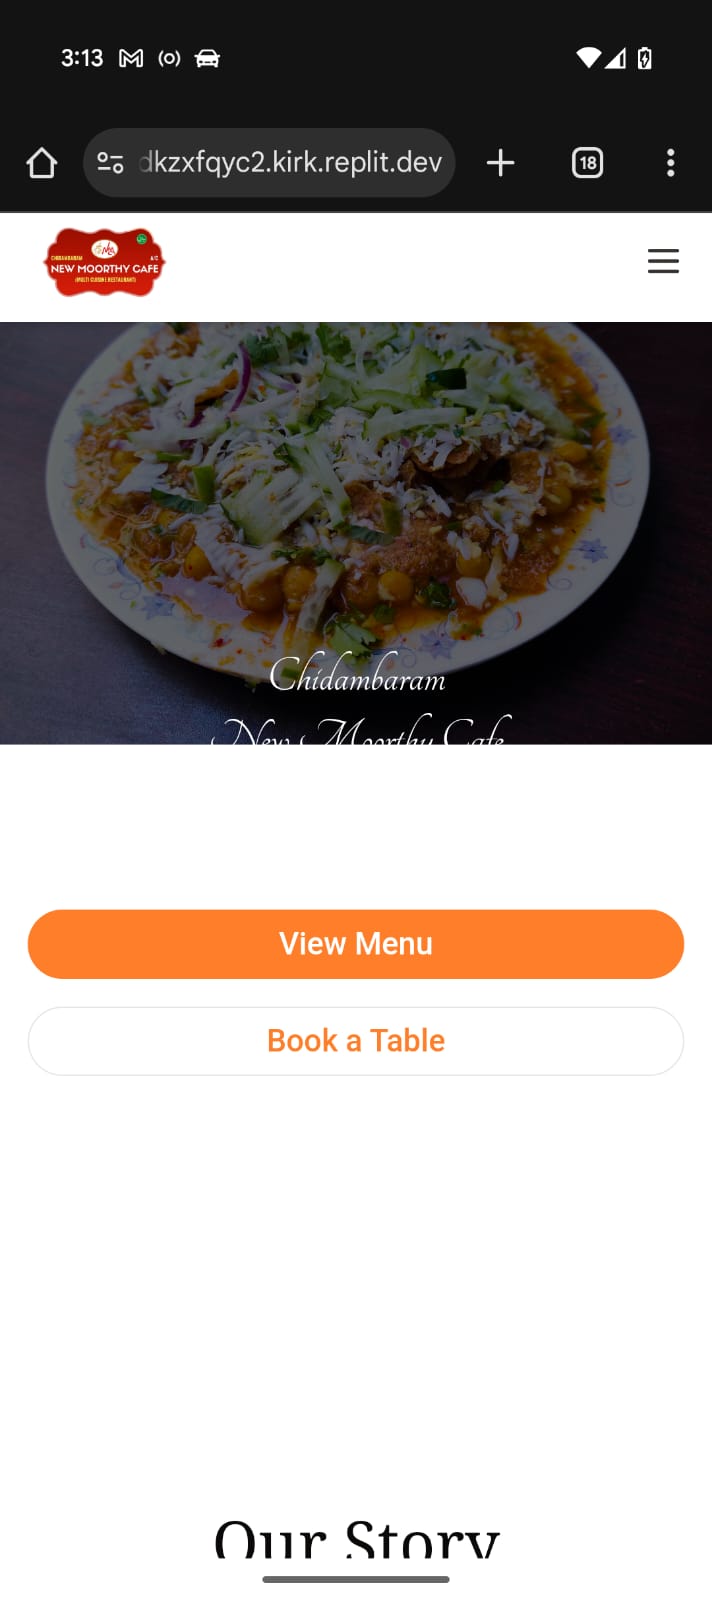 3:13
dkzxfqyc2.kirk.replit.dev
18
CHIDAMBARAM A/C
NEW MOORTHY CAFE
(MULTI CUISINE RESTAURANT)
Chidambaram
New Moorthy Cafe
View Menu
Book a Table
Our Story